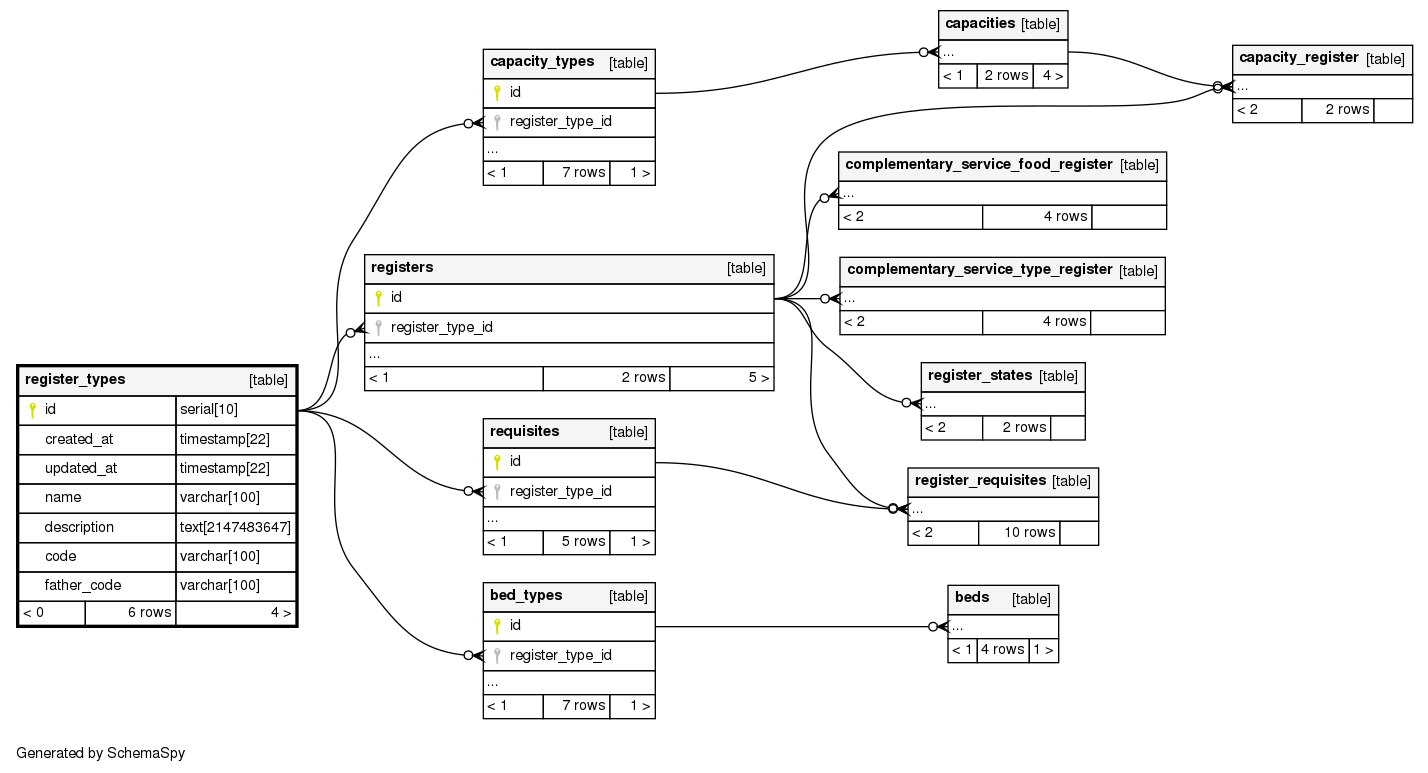 capacities [table]
...
< 1 2 rows 4 >
capacity_register [table]
...
< 2 2 rows
capacity_types [table]
id
register_type_id
...
< 1 7 rows 1 >
complementary_service_food_register [table]
...
< 2 4 rows
registers [table]
id
register_type_id
...
< 1 2 rows 5 >
complementary_service_type_register [table]
...
< 2 4 rows
register_states [table]
...
< 2 2 rows
register_types [table]
id serial[10]
created_at timestamp[22]
updated_at timestamp[22]
name varchar[100]
description text[2147483647]
code varchar[100]
father_code varchar[100]
< 0 6 rows 4 >
requisites [table]
id
register_type_id
...
< 1 5 rows 1 >
register_requisites [table]
...
< 2 10 rows
bed_types [table]
id
register_type_id
...
< 1 7 rows 1 >
beds [table]
...
< 1 4 rows 1 >
Generated by SchemaSpy